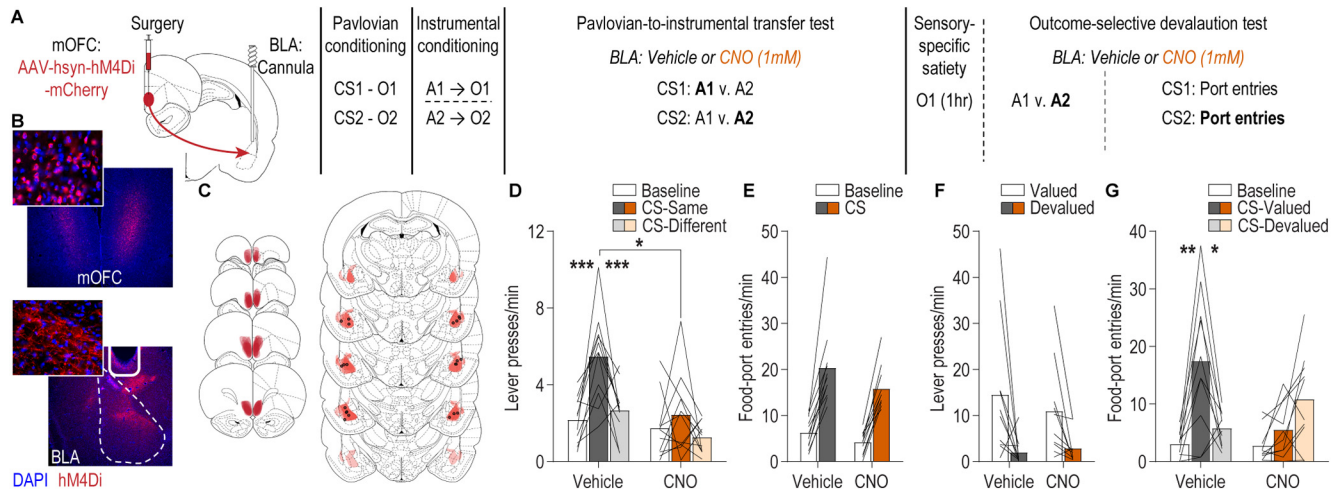 A
Surgery
mOFC:
AAV-hsyn-hM4Di
-mCherry
BLA:
Cannula
Pavlovian
conditioning
CS1 - O1
CS2 - O2
Instrumental
conditioning
A1 → O1
A2 → O2
Pavlovian-to-instrumental transfer test
BLA: Vehicle or CNO (1mM)
CS1: A1 v. A2
CS2: A1 v. A2
Sensory-
specific
satiety
O1 (1hr)
Outcome-selective devalaution test
BLA: Vehicle or CNO (1mM)
A1 v. A2
CS1: Port entries
CS2: Port entries
B
mOFC
BLA
DAPI hM4Di
C
D
Baseline
CS-Same
CS-Different
Lever presses/min
12
8
4
0
*** ***
*
Vehicle CNO
E
Baseline
CS
Food-port entries/min
50
40
30
20
10
0
Vehicle CNO
F
Valued
Devalued
Lever presses/min
50
40
30
20
10
0
Vehicle CNO
G
Baseline
CS-Valued
CS-Devalued
Food-port entries/min
40
30
20
10
0
** *
Vehicle CNO